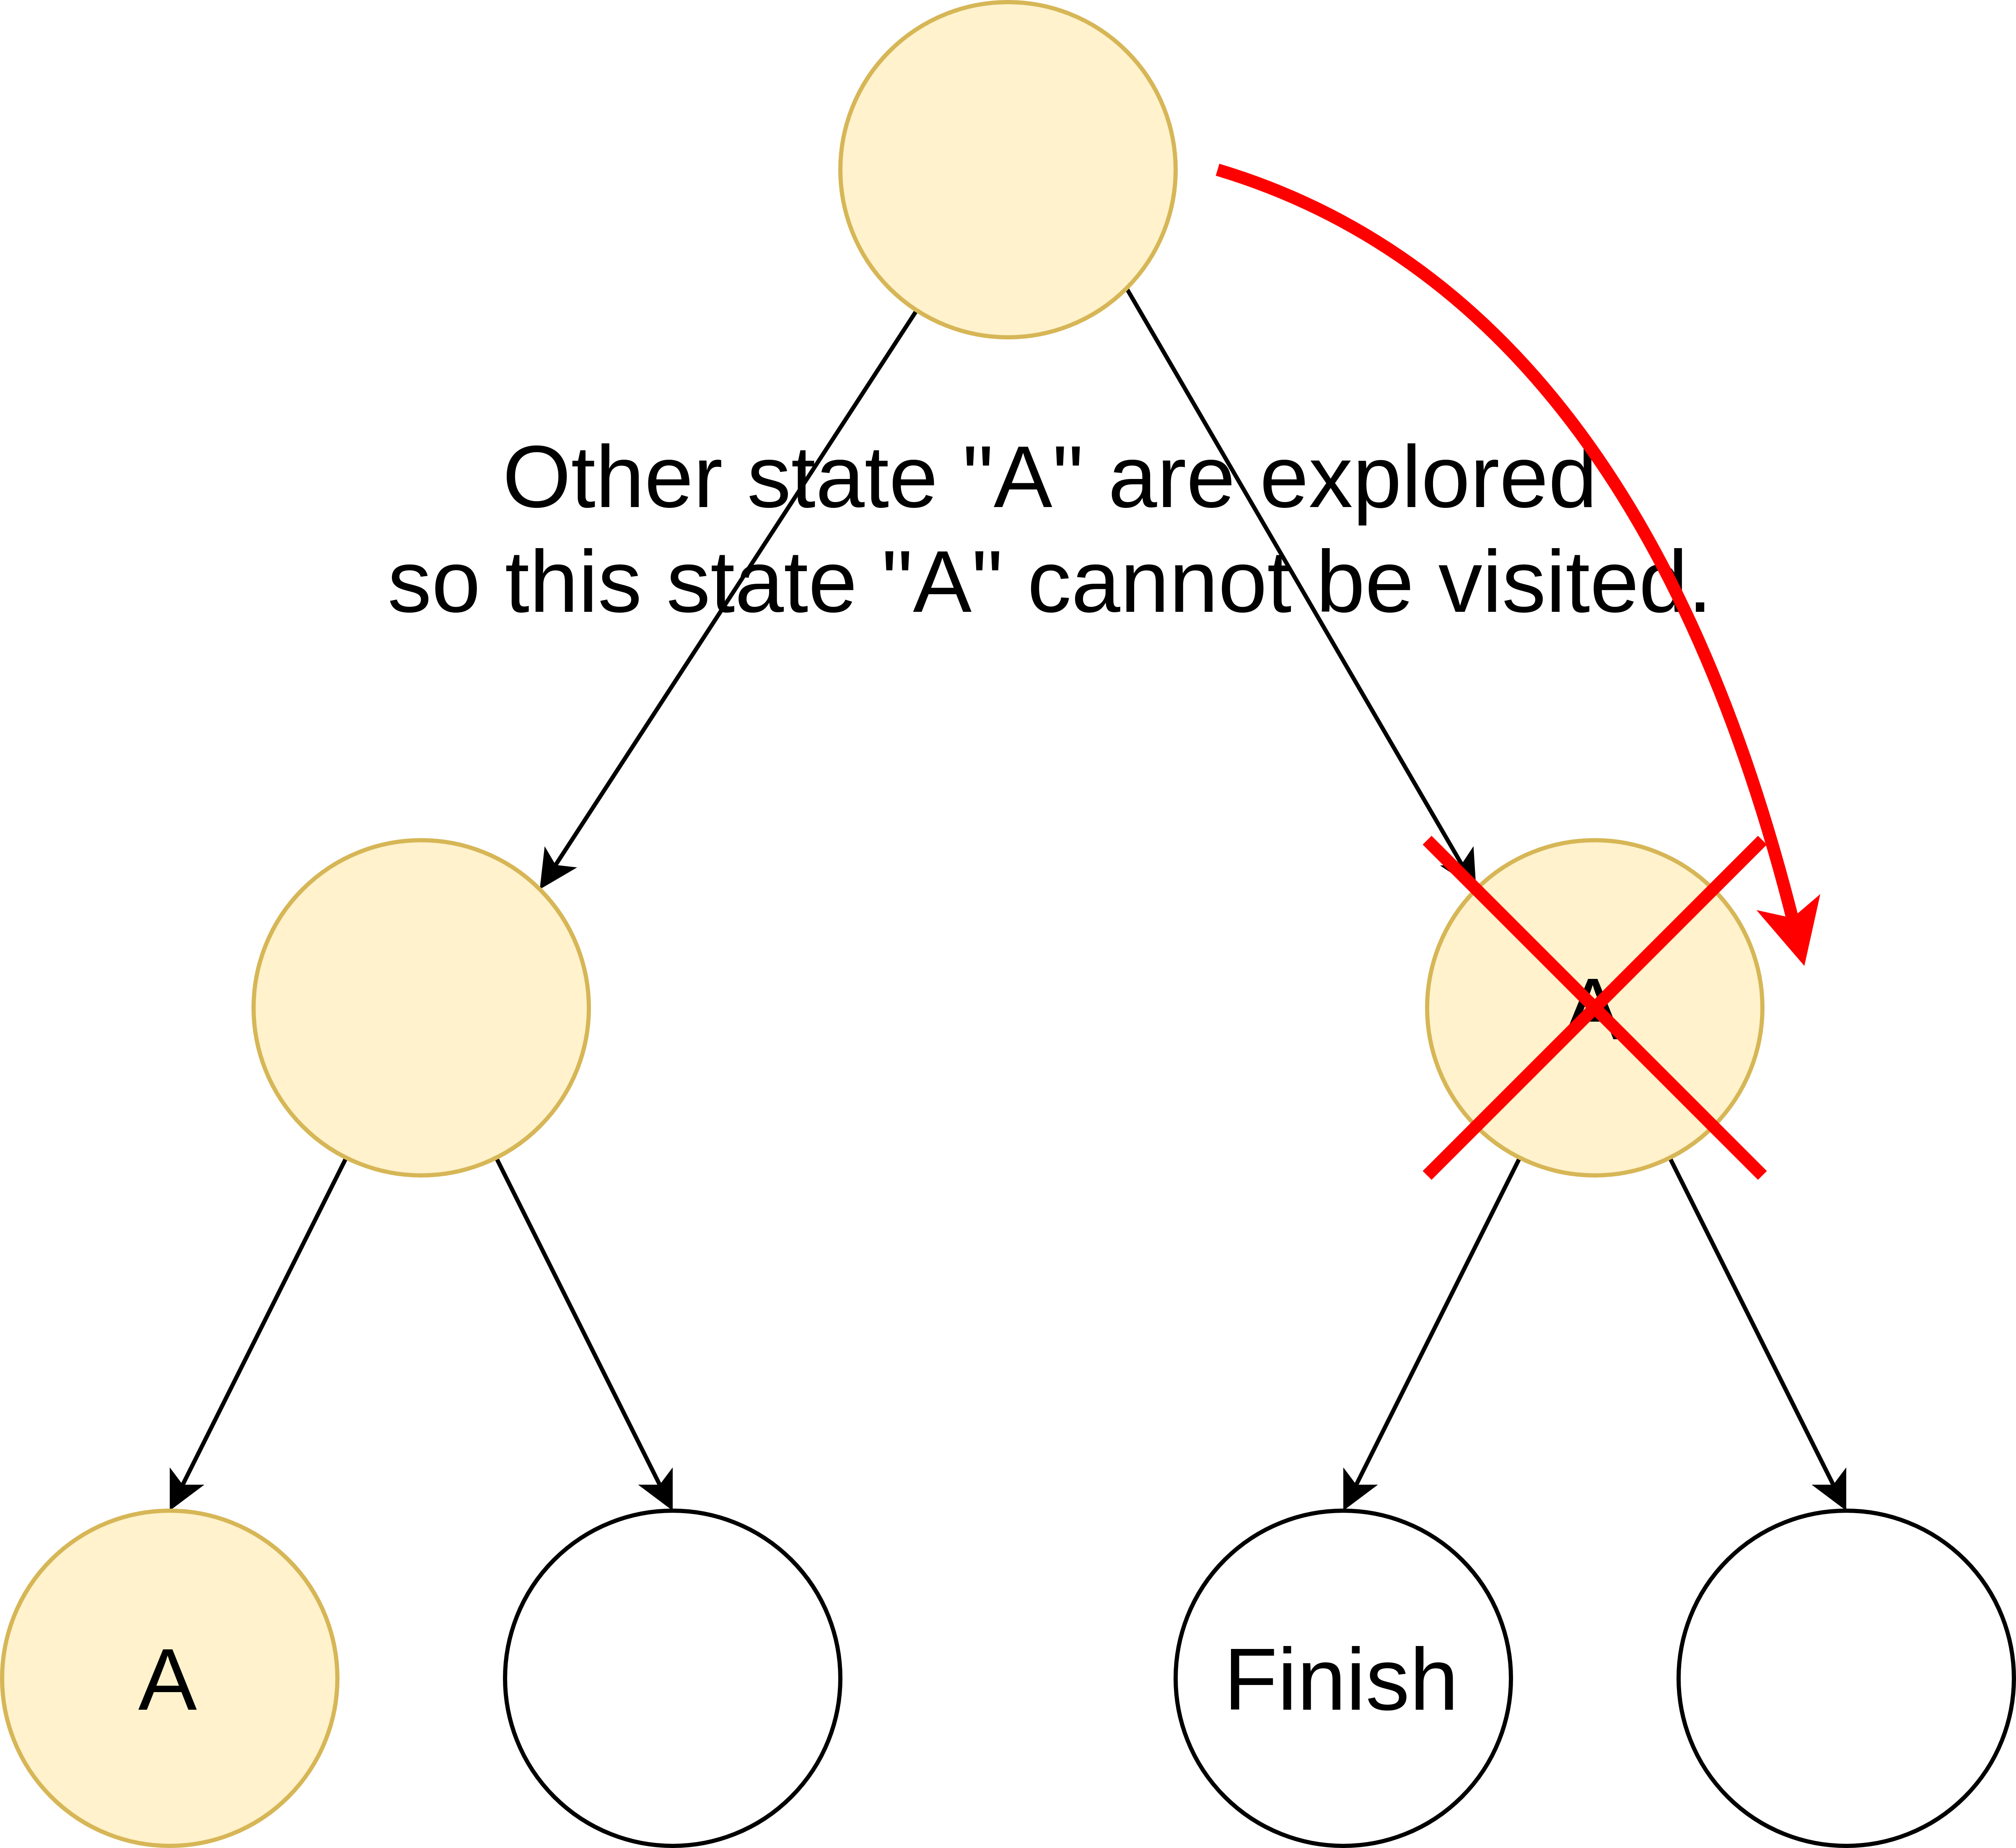 Other state "A" are explored
so this state "A" cannot be visited.
A
A
Finish